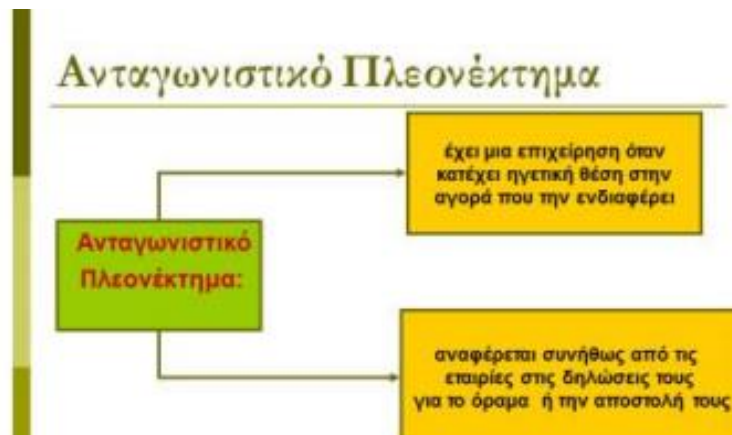 Ανταγωνιστικό Πλεονέκτημα
έχει μια επιχείρηση όταν
κατέχει ηγετική θέση στην
αγορά που την ενδιαφέρει
Ανταγωνιστικό
Πλεονέκτημα:
αναφέρεται συνήθως από τις
εταιρίες στις δηλώσεις τους
για το όραμα ή την αποστολή τους